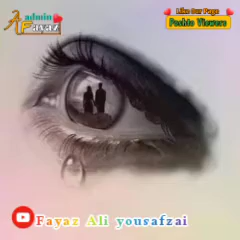 admin
Fayaz
Like Our Page
Pashto Viewers
Fayaz Ali yousafzai